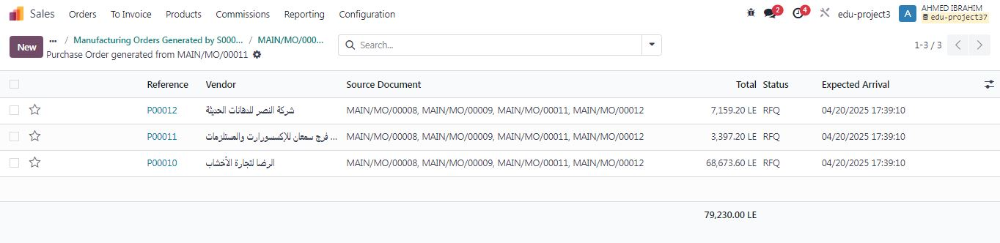 Sales Orders To Invoice Products Commissions Reporting Configuration 2 4 edu-project3 A AHMED IBRAHIM
edu-project37
New ... / Manufacturing Orders Generated by S000... / MAIN/MO/000...
Purchase Order generated from MAIN/MO/00011
Search...
1-3 / 3
Reference Vendor Source Document Total Status Expected Arrival
P00012 شركة النصر للدهانات الحديثة MAIN/MO/00008, MAIN/MO/00009, MAIN/MO/00011, MAIN/MO/00012 7,159.20 LE RFQ 04/20/2025 17:39:10
P00011 فرج سمعان للإكسسورارت والمستلزمات ... MAIN/MO/00008, MAIN/MO/00009, MAIN/MO/00011, MAIN/MO/00012 3,397.20 LE RFQ 04/20/2025 17:39:10
P00010 الرضا لتجارة الأخشاب MAIN/MO/00008, MAIN/MO/00009, MAIN/MO/00011, MAIN/MO/00012 68,673.60 LE RFQ 04/20/2025 17:39:10
79,230.00 LE